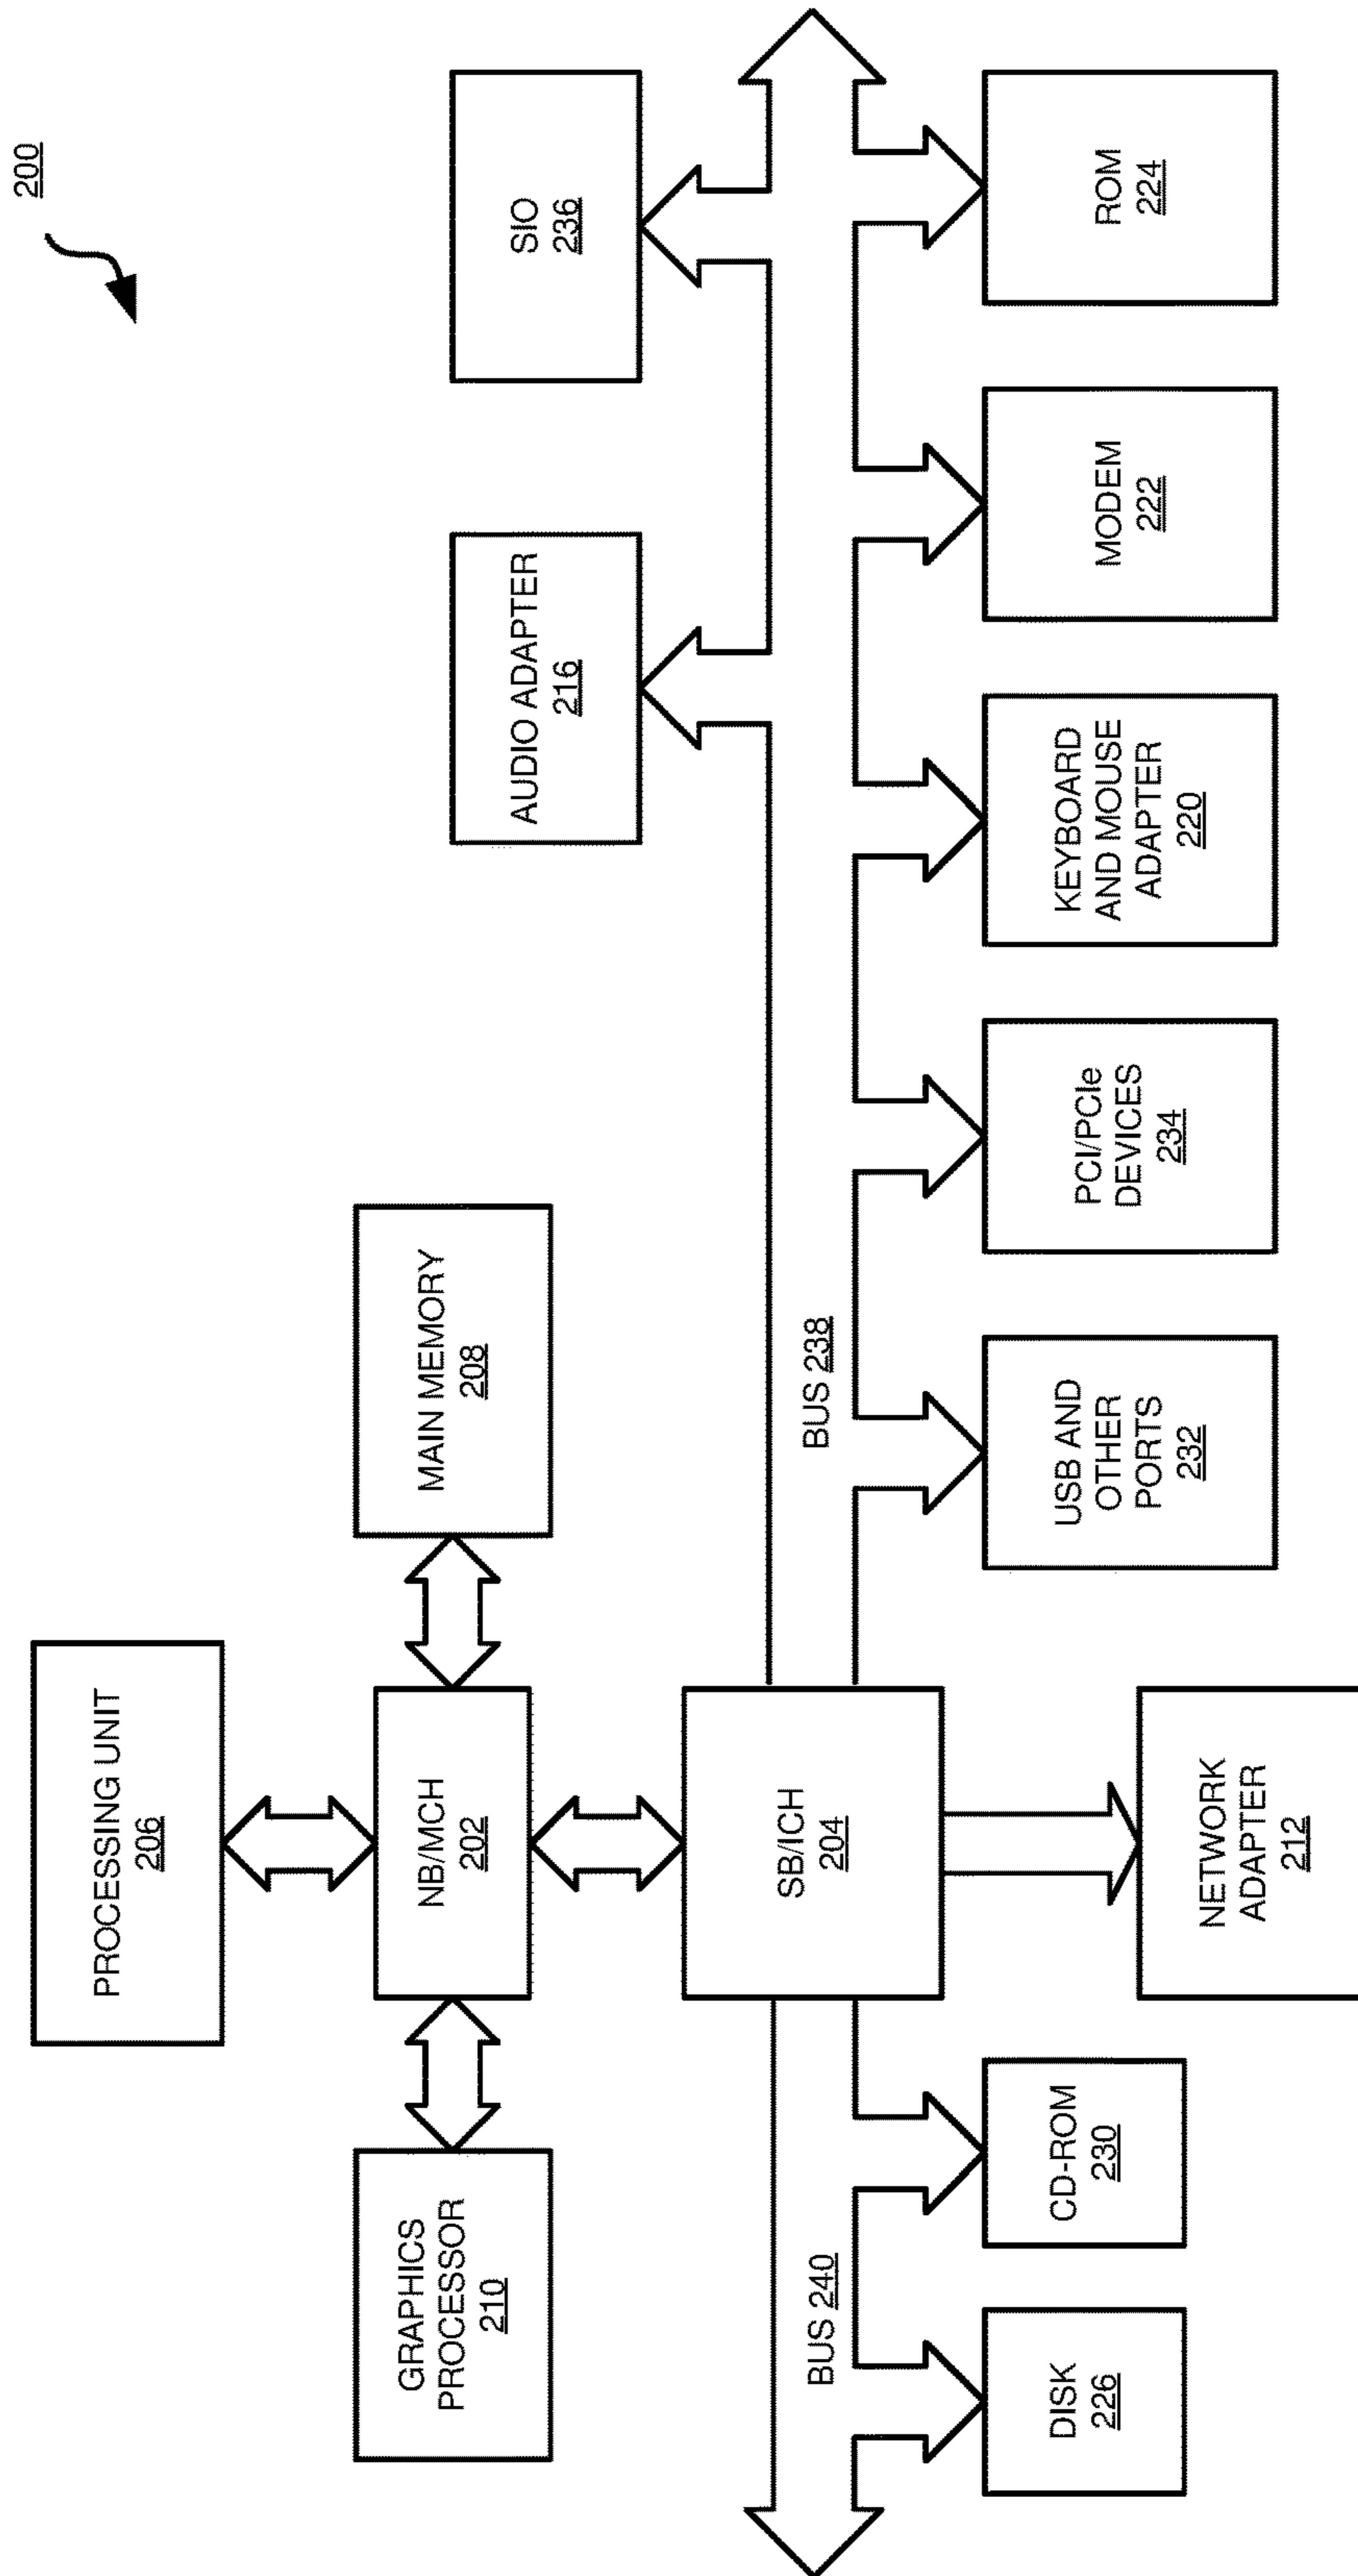 200
PROCESSING UNIT
206
GRAPHICS
PROCESSOR
210
NB/MCH
202
MAIN MEMORY
208
AUDIO ADAPTER
216
SIO
236
SB/ICH
204
BUS 240
BUS 238
DISK
226
CD-ROM
230
USB AND
OTHER
PORTS
232
PCI/PCIe
DEVICES
234
KEYBOARD
AND MOUSE
ADAPTER
220
MODEM
222
ROM
224
NETWORK
ADAPTER
212